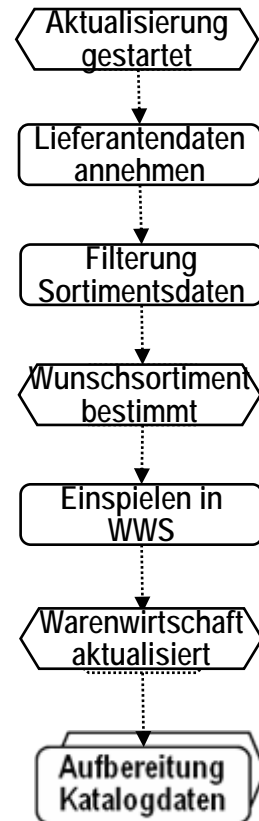 Aktualisierung
gestartet
Lieferantendaten
annehmen
Filterung
Sortimentsdaten
Wunschsortiment
bestimmt
Einspielen in
WWS
Warenwirtschaft
aktualisiert
Aufbereitung
Katalogdaten